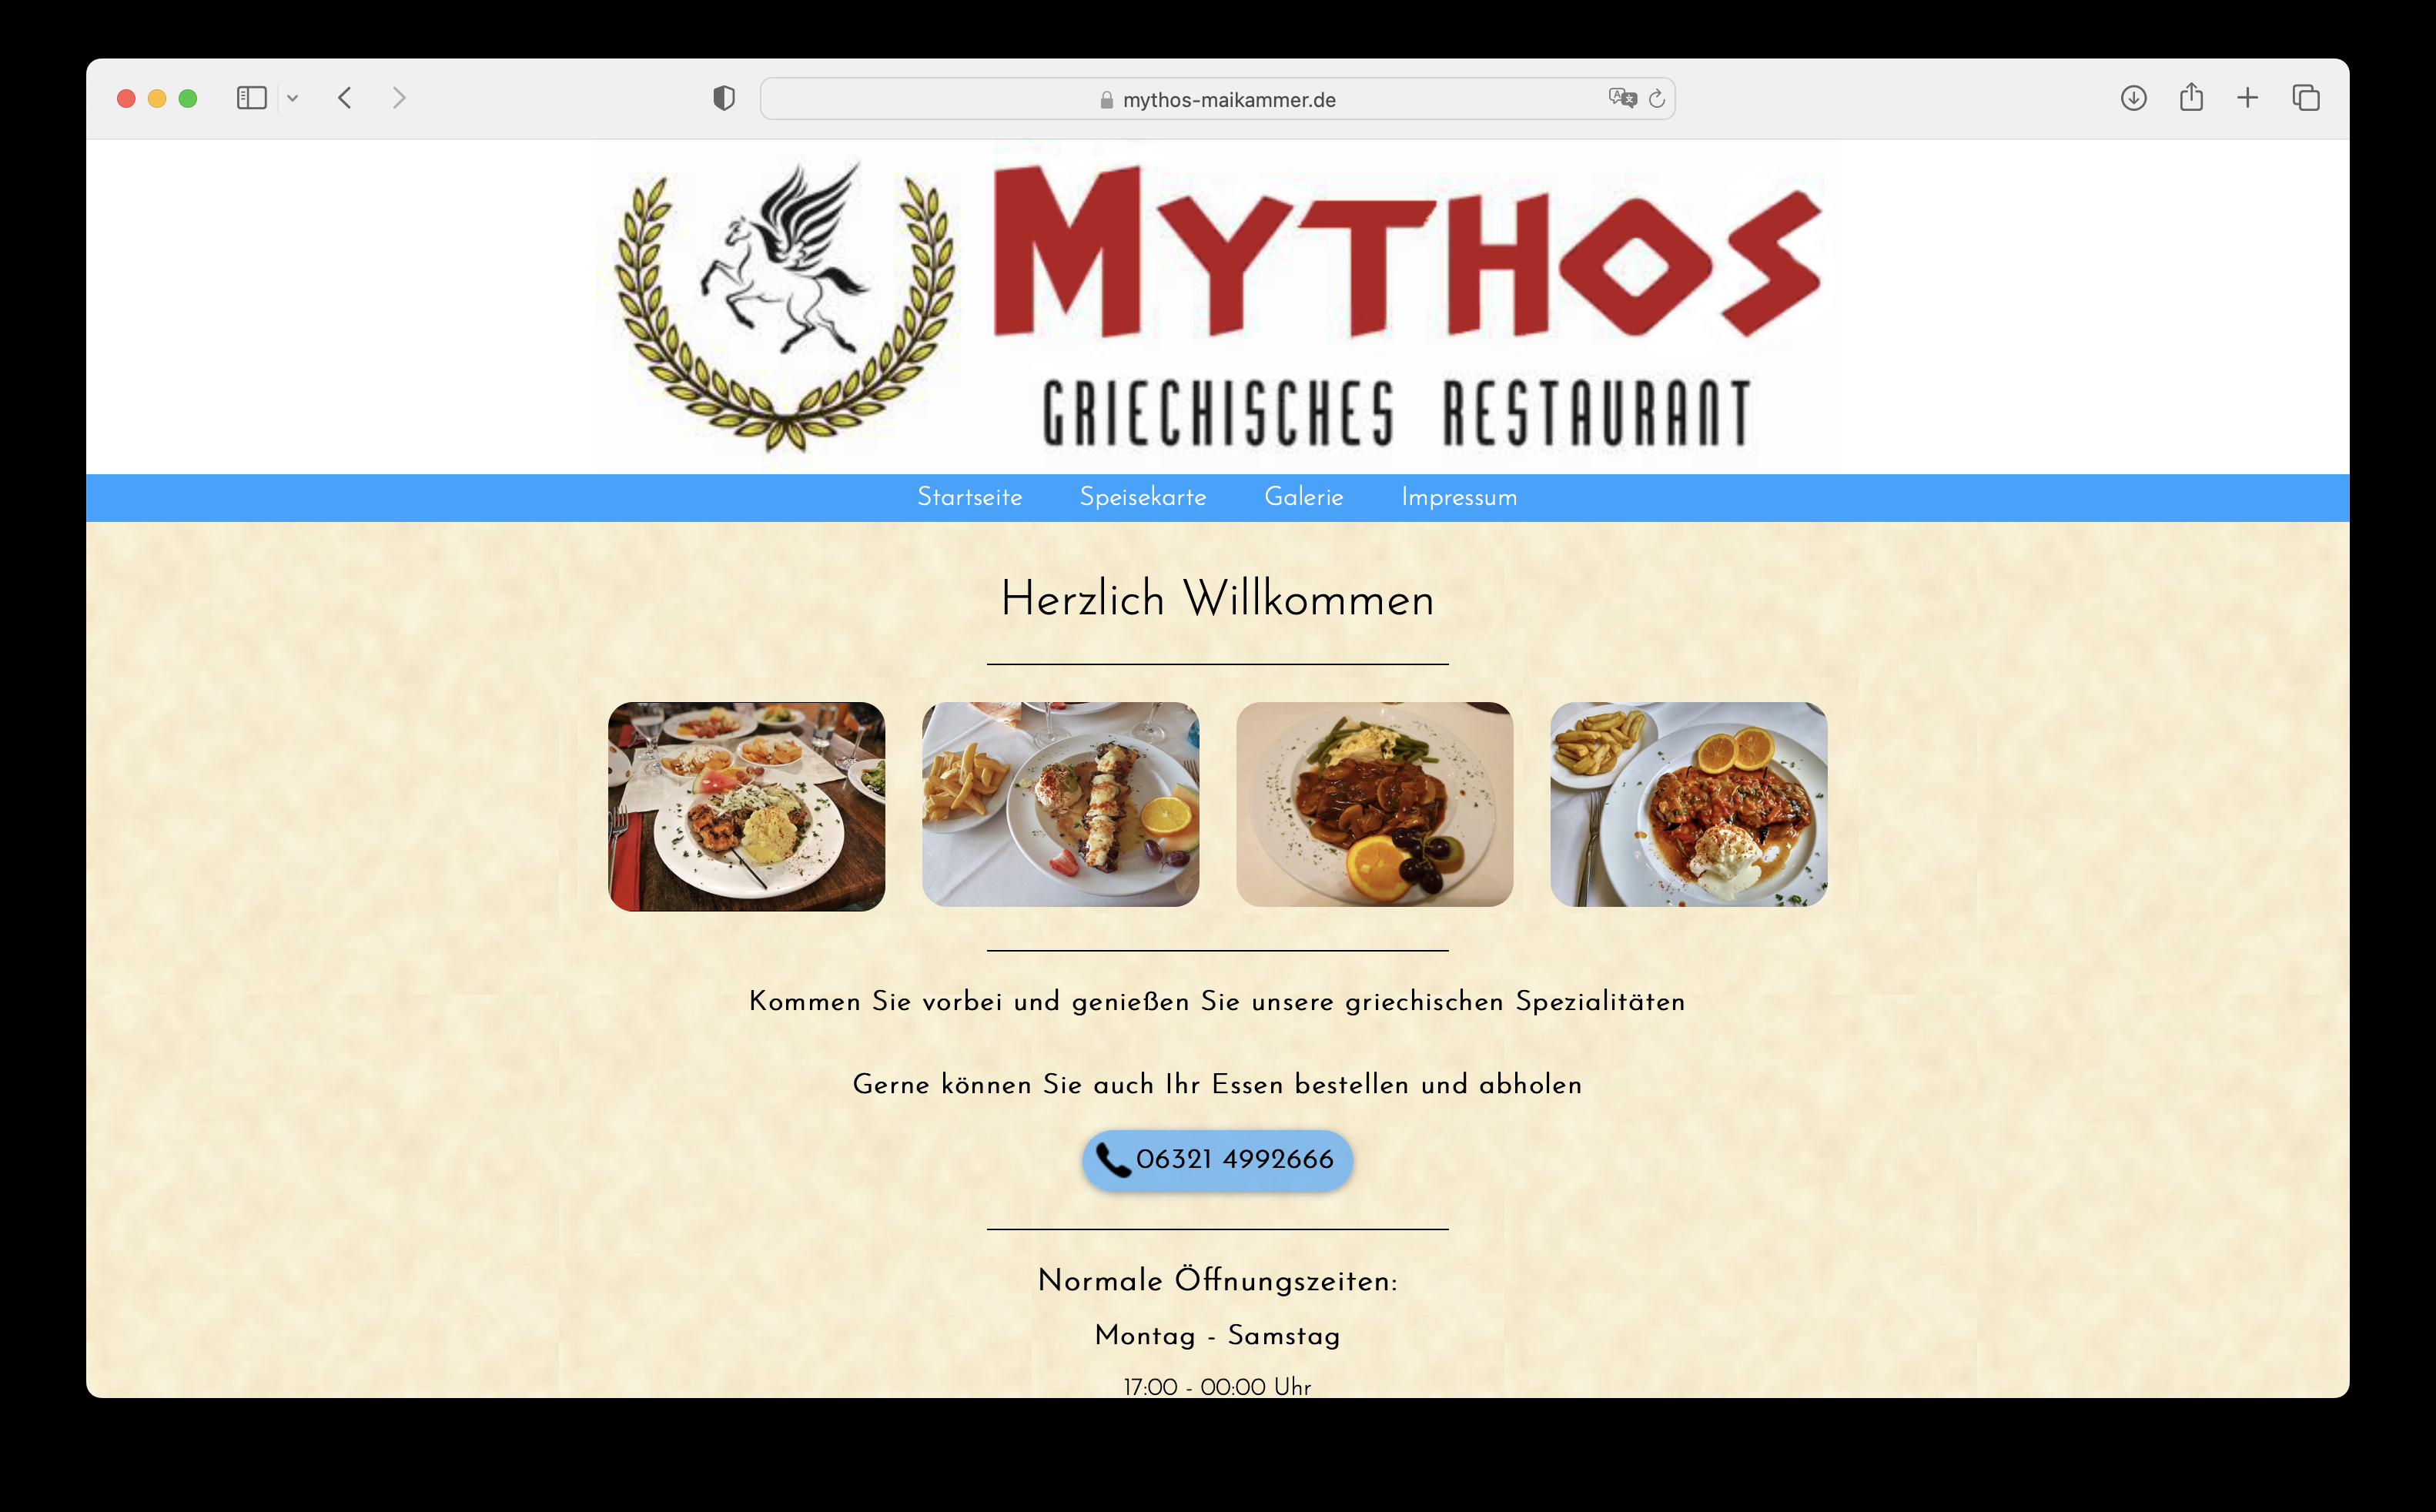 mythos-maikammer.de
MYTHOS
GRIECHISCHES RESTAURANT
Startseite Speisekarte Galerie Impressum
Herzlich Willkommen
Kommen Sie vorbei und genießen Sie unsere griechischen Spezialitäten
Gerne können Sie auch Ihr Essen bestellen und abholen
06321 4992666
Normale Öffnungszeiten:
Montag - Samstag
17:00 - 00:00 Uhr